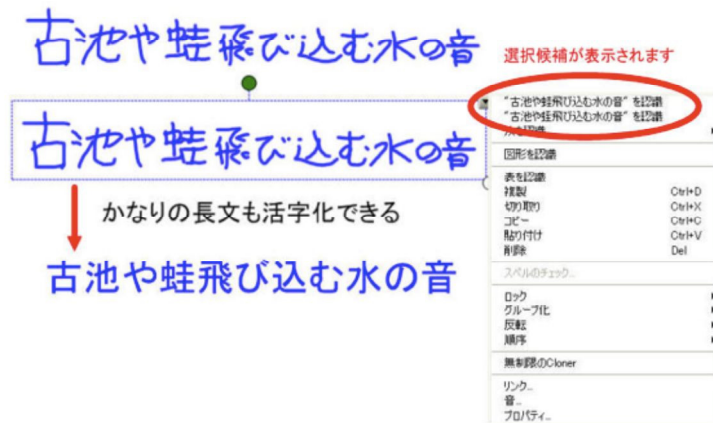 古池や蛙飛び込む水の音
選択候補が表示されます
古池や蛙飛び込む水の音
かなりの長文も活字化できる
古池や蛙飛び込む水の音
"古池や蛙飛び込む水の音" を認識
"古池や蛙飛び込む水の音" を認識
図形を認識
表を認識
複製 Ctrl+D
切り取り Ctrl+X
コピー Ctrl+C
貼り付け Ctrl+V
削除 Del
スペルのチェック...
ロック
グループ化
反転
順序
無制限のCloner
リンク...
音...
プロパティ...